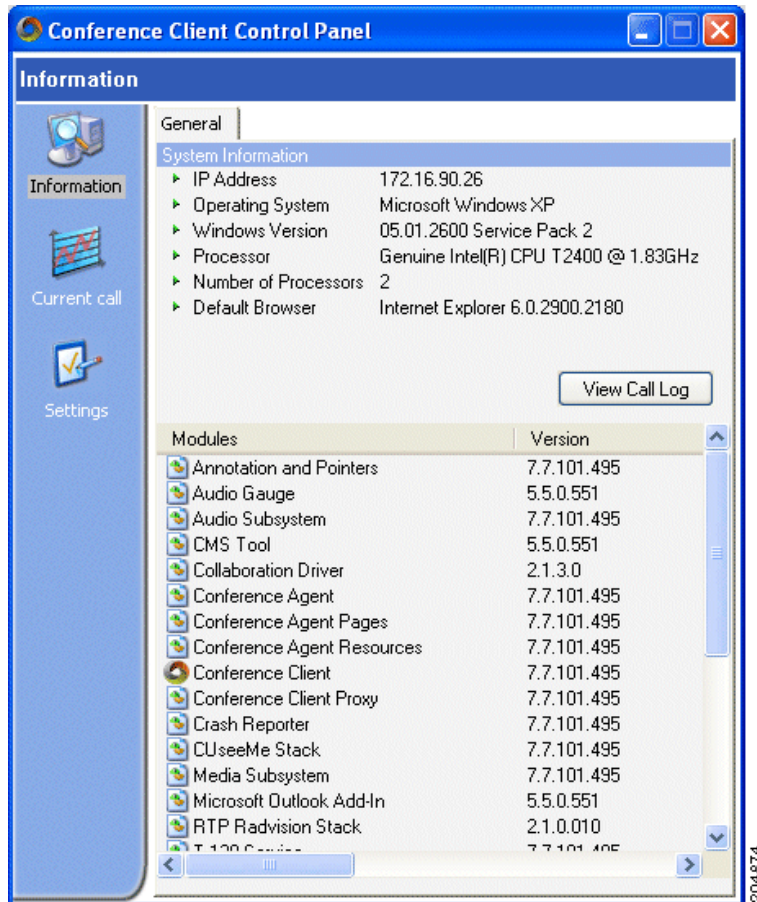 Conference Client Control Panel
Information
Information
Current call
Settings
General
System Information
IP Address 172.16.90.26
Operating System Microsoft Windows XP
Windows Version 05.01.2600 Service Pack 2
Processor Genuine Intel(R) CPU T2400 @ 1.83GHz
Number of Processors 2
Default Browser Internet Explorer 6.0.2900.2180
View Call Log
Modules Version
Annotation and Pointers 7.7.101.495
Audio Gauge 5.5.0.551
Audio Subsystem 7.7.101.495
CMS Tool 5.5.0.551
Collaboration Driver 2.1.3.0
Conference Agent 7.7.101.495
Conference Agent Pages 7.7.101.495
Conference Agent Resources 7.7.101.495
Conference Client 7.7.101.495
Conference Client Proxy 7.7.101.495
Crash Reporter 7.7.101.495
CUseeMe Stack 7.7.101.495
Media Subsystem 7.7.101.495
Microsoft Outlook Add-In 5.5.0.551
RTP Radvision Stack 2.1.0.010
T.120 Service 7.7.101.495
204874